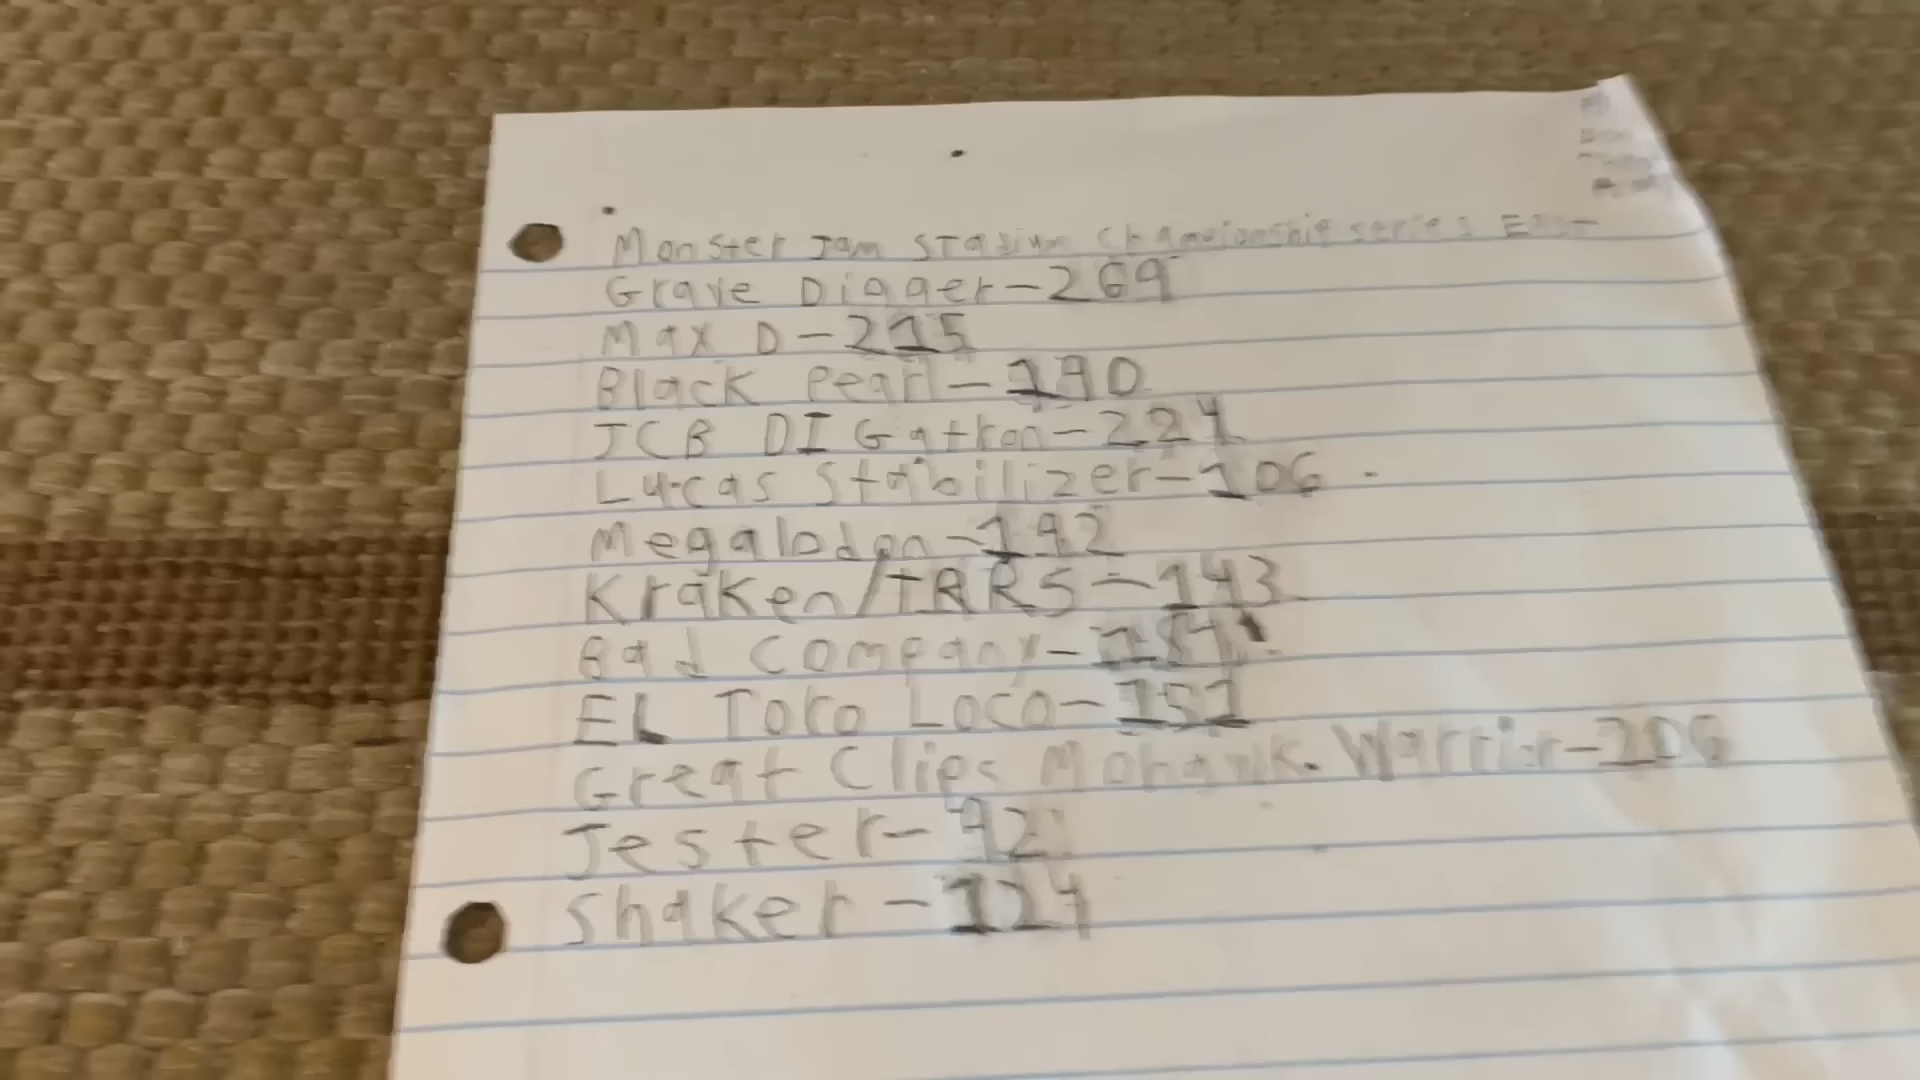 Monster Jam Stadium Championship series East
Grave Digger-269
Max D-215
Black Pearl-190
JCB DIGatron-221
Lucas Stabilizer-106
Megalodon-192
Kraken/TRRS-143
Bad Company-
EL Toro Loco-151
Great Clips Mohawk Warrior-206
Jester-92
Shaker-124